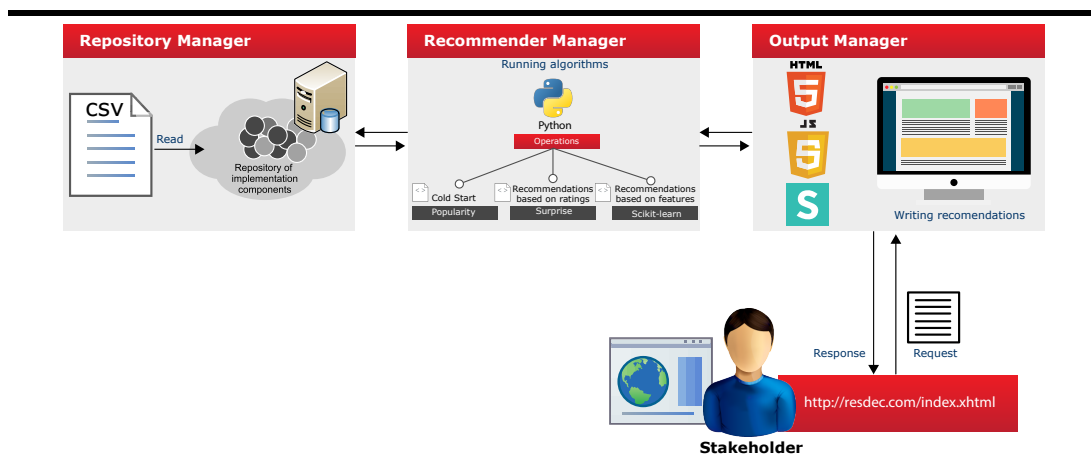 Repository Manager
CSV
Read
Repository of
implementation
components
Recommender Manager
Running algorithms
Python
Operations
< >
Cold Start
Popularity
< >
Recommendations
based on ratings
Surprise
< >
Recommendations
based on features
Scikit-learn
Output Manager
HTML
5
JS
5
S
Writing recomendations
Response
Request
http://resdec.com/index.xhtml
Stakeholder